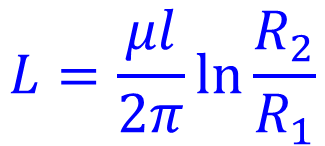 L = μl/2π ln R₂/R₁